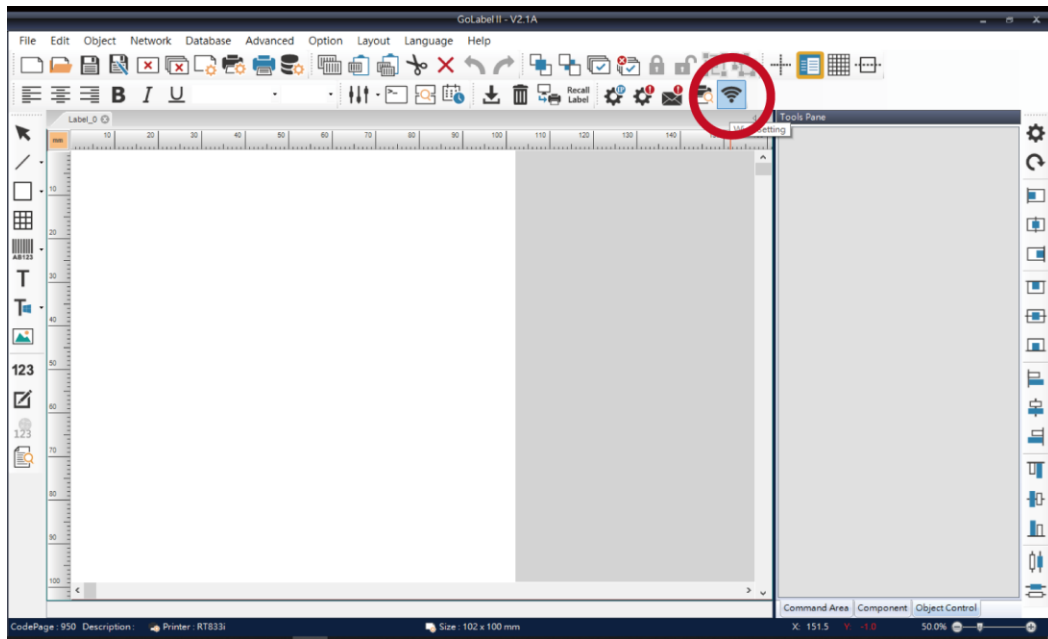 GoLabel II - V2.1A
File Edit Object Network Database Advanced Option Layout Language Help
B I U Recall Label
Label_0
Tools Pane
etting
mm 10 20 30 40 50 60 70 80 90 100 110 120 130 140
10
20
AB123
T
30
T
40
123
50
60
123
70
80
90
100
Command Area Component Object Control
CodePage : 950 Description : Printer : RT833i Size : 102 x 100 mm X: 151.5 Y: -1.0 50.0%